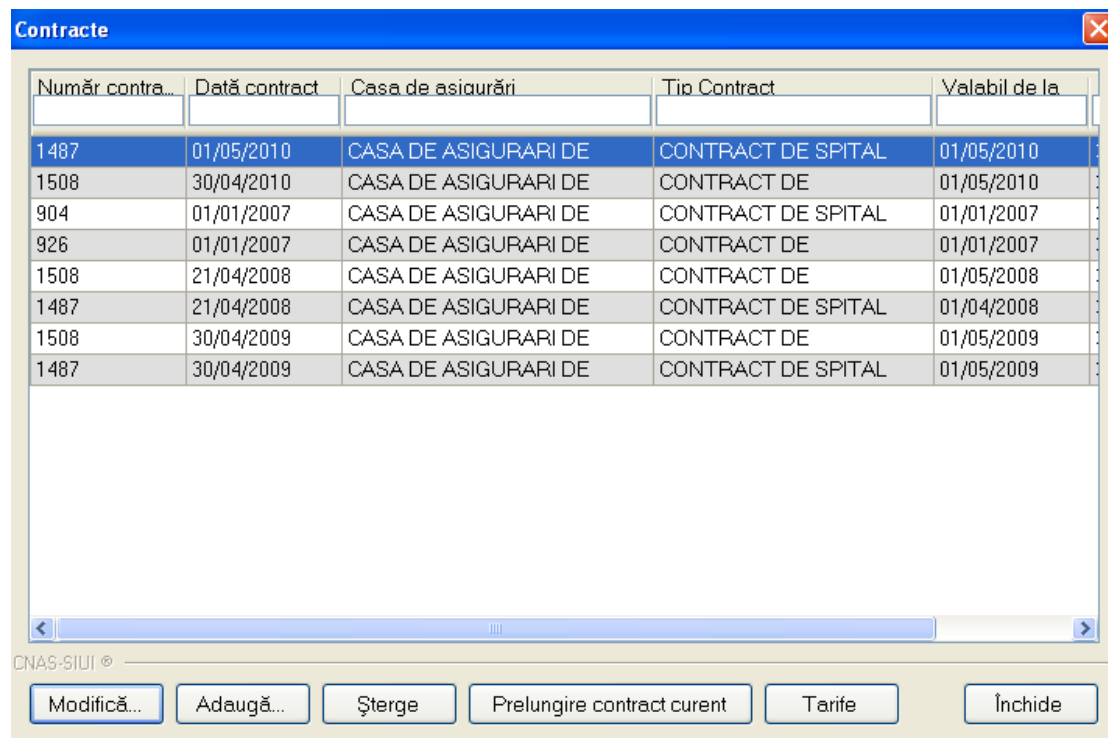 Contracte
Număr contra... Dată contract Casa de asigurări Tip Contract Valabil de la
1487 01/05/2010 CASA DE ASIGURARI DE CONTRACT DE SPITAL 01/05/2010
1508 30/04/2010 CASA DE ASIGURARI DE CONTRACT DE 01/05/2010
904 01/01/2007 CASA DE ASIGURARI DE CONTRACT DE SPITAL 01/01/2007
926 01/01/2007 CASA DE ASIGURARI DE CONTRACT DE 01/01/2007
1508 21/04/2008 CASA DE ASIGURARI DE CONTRACT DE 01/05/2008
1487 21/04/2008 CASA DE ASIGURARI DE CONTRACT DE SPITAL 01/04/2008
1508 30/04/2009 CASA DE ASIGURARI DE CONTRACT DE 01/05/2009
1487 30/04/2009 CASA DE ASIGURARI DE CONTRACT DE SPITAL 01/05/2009
CNAS-SIUI ®
Modifică... Adaugă... Şterge Prelungire contract curent Tarife Închide